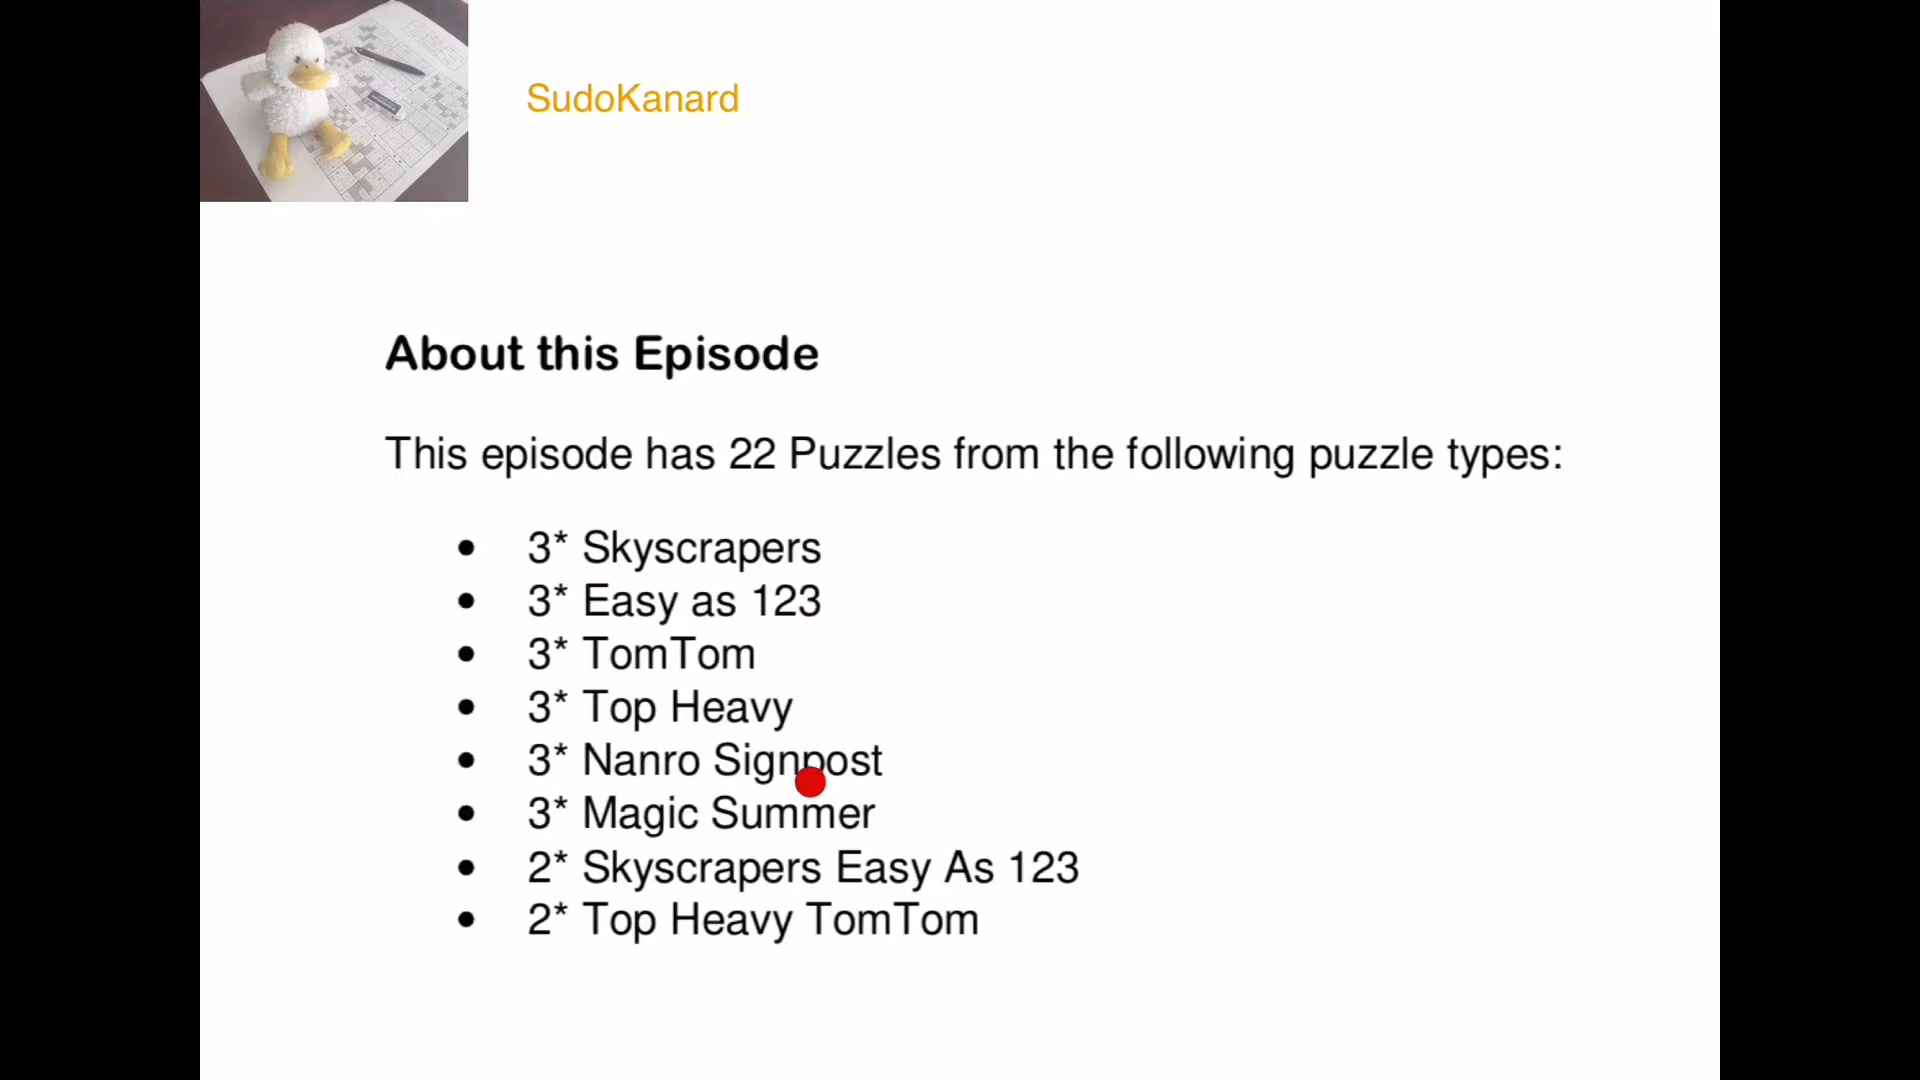 SudoKanard
About this Episode
This episode has 22 Puzzles from the following puzzle types:
• 3* Skyscrapers
• 3* Easy as 123
• 3* TomTom
• 3* Top Heavy
• 3* Nanro Signpost
• 3* Magic Summer
• 2* Skyscrapers Easy As 123
• 2* Top Heavy TomTom